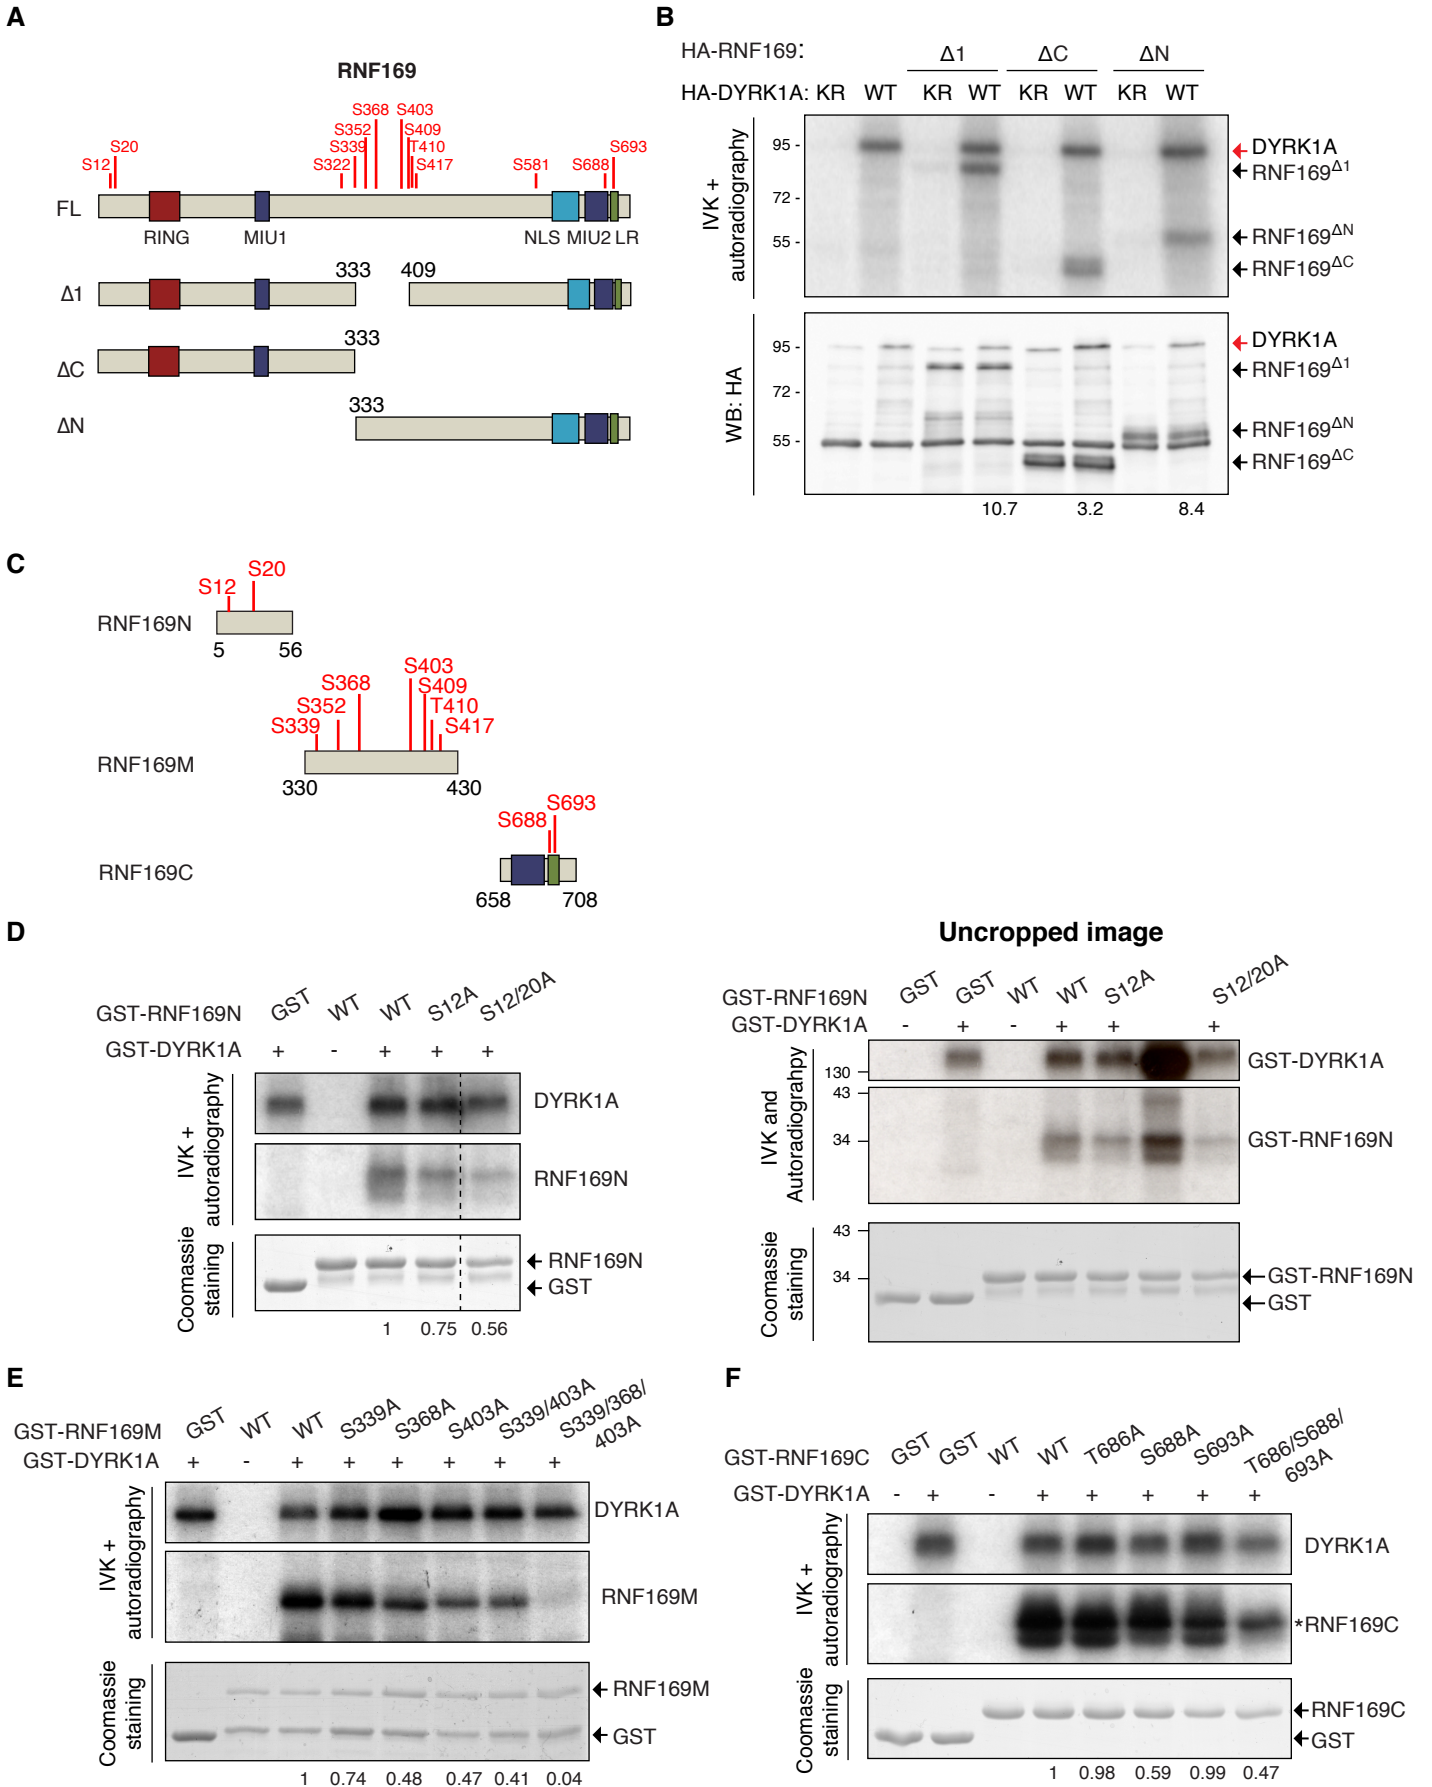 A
RNF169
S368 S403
S352 S409
S20 S339 T410 S693
S12 S322 S417 S581 S688
FL
RING MIU1 NLS MIU2 LR
333 409
Δ1
333
ΔC
333
ΔN
B
HA-RNF169: Δ1 ΔC ΔN
HA-DYRK1A: KR WT KR WT KR WT KR WT
IVK +
autoradiography
95 -
72 -
55 -
DYRK1A
RNF169Δ1
RNF169ΔN
RNF169ΔC
WB: HA
95 -
72 -
55 -
DYRK1A
RNF169Δ1
RNF169ΔN
RNF169ΔC
10.7 3.2 8.4
C
S20
S12
RNF169N
5 56
S403
S368 S409
S352 T410
S339 S417
RNF169M
330 430
S693
S688
RNF169C
658 708
D
GST-RNF169N GST WT WT S12A S12/20A
GST-DYRK1A + - + + +
IVK +
autoradiography
DYRK1A
RNF169N
Coomassie
staining
RNF169N
GST
1 0.75 0.56
Uncropped image
GST-RNF169N GST GST WT WT S12A S12/20A
GST-DYRK1A - + - + + +
IVK and
Autoradiograhpy
130
43
34
GST-DYRK1A
GST-RNF169N
Coomassie
staining
43
34
GST-RNF169N
GST
E
GST-RNF169M GST WT WT S339A S368A S403A S339/403A S339/368/
403A
GST-DYRK1A + - + + + + + +
IVK +
autoradiography
DYRK1A
RNF169M
Coomassie
staining
RNF169M
GST
1 0.74 0.48 0.47 0.41 0.04
F
GST-RNF169C GST GST WT WT T686A S688A S693A T686/S688/
693A
GST-DYRK1A - + - + + + + +
IVK +
autoradiography
DYRK1A
*RNF169C
Coomassie
staining
RNF169C
GST
1 0.98 0.59 0.99 0.47